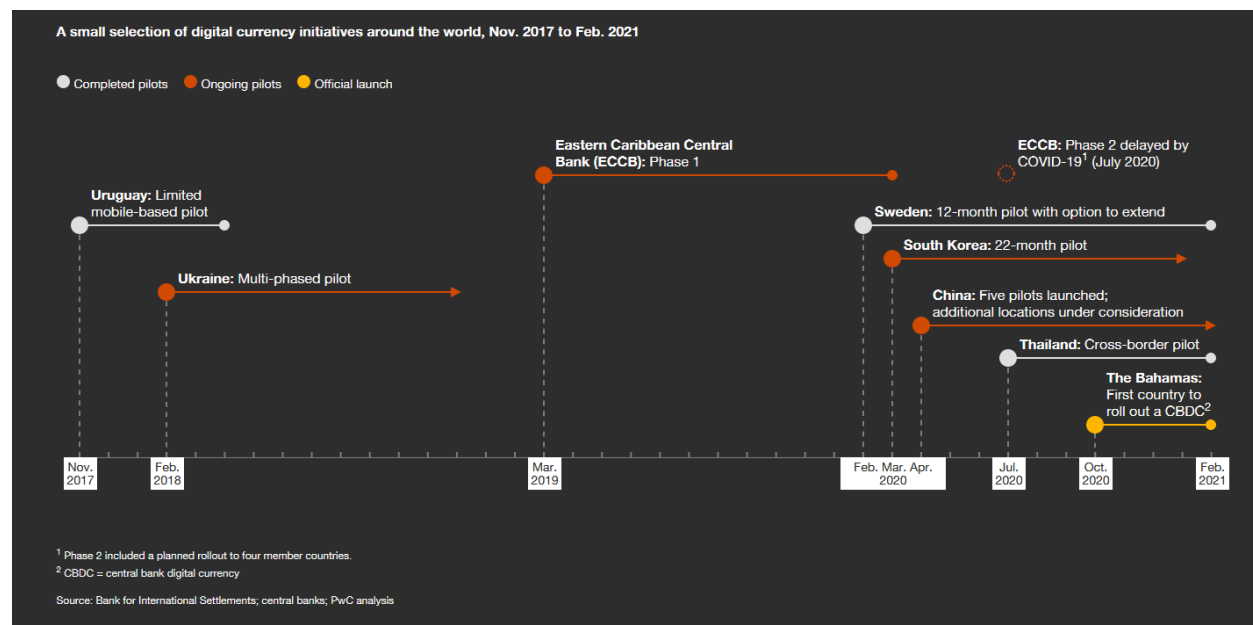 A small selection of digital currency initiatives around the world, Nov. 2017 to Feb. 2021
Completed pilots
Ongoing pilots
Official launch
Eastern Caribbean Central
Bank (ECCB): Phase 1
ECCB: Phase 2 delayed by
COVID-19¹ (July 2020)
Uruguay: Limited
mobile-based pilot
Sweden: 12-month pilot with option to extend
South Korea: 22-month pilot
Ukraine: Multi-phased pilot
China: Five pilots launched;
additional locations under consideration
Thailand: Cross-border pilot
The Bahamas:
First country to
roll out a CBDC²
Nov.
2017
Feb.
2018
Mar.
2019
Feb. Mar. Apr.
2020
Jul.
2020
Oct.
2020
Feb.
2021
¹ Phase 2 included a planned rollout to four member countries.
² CBDC = central bank digital currency
Source: Bank for International Settlements; central banks; PwC analysis